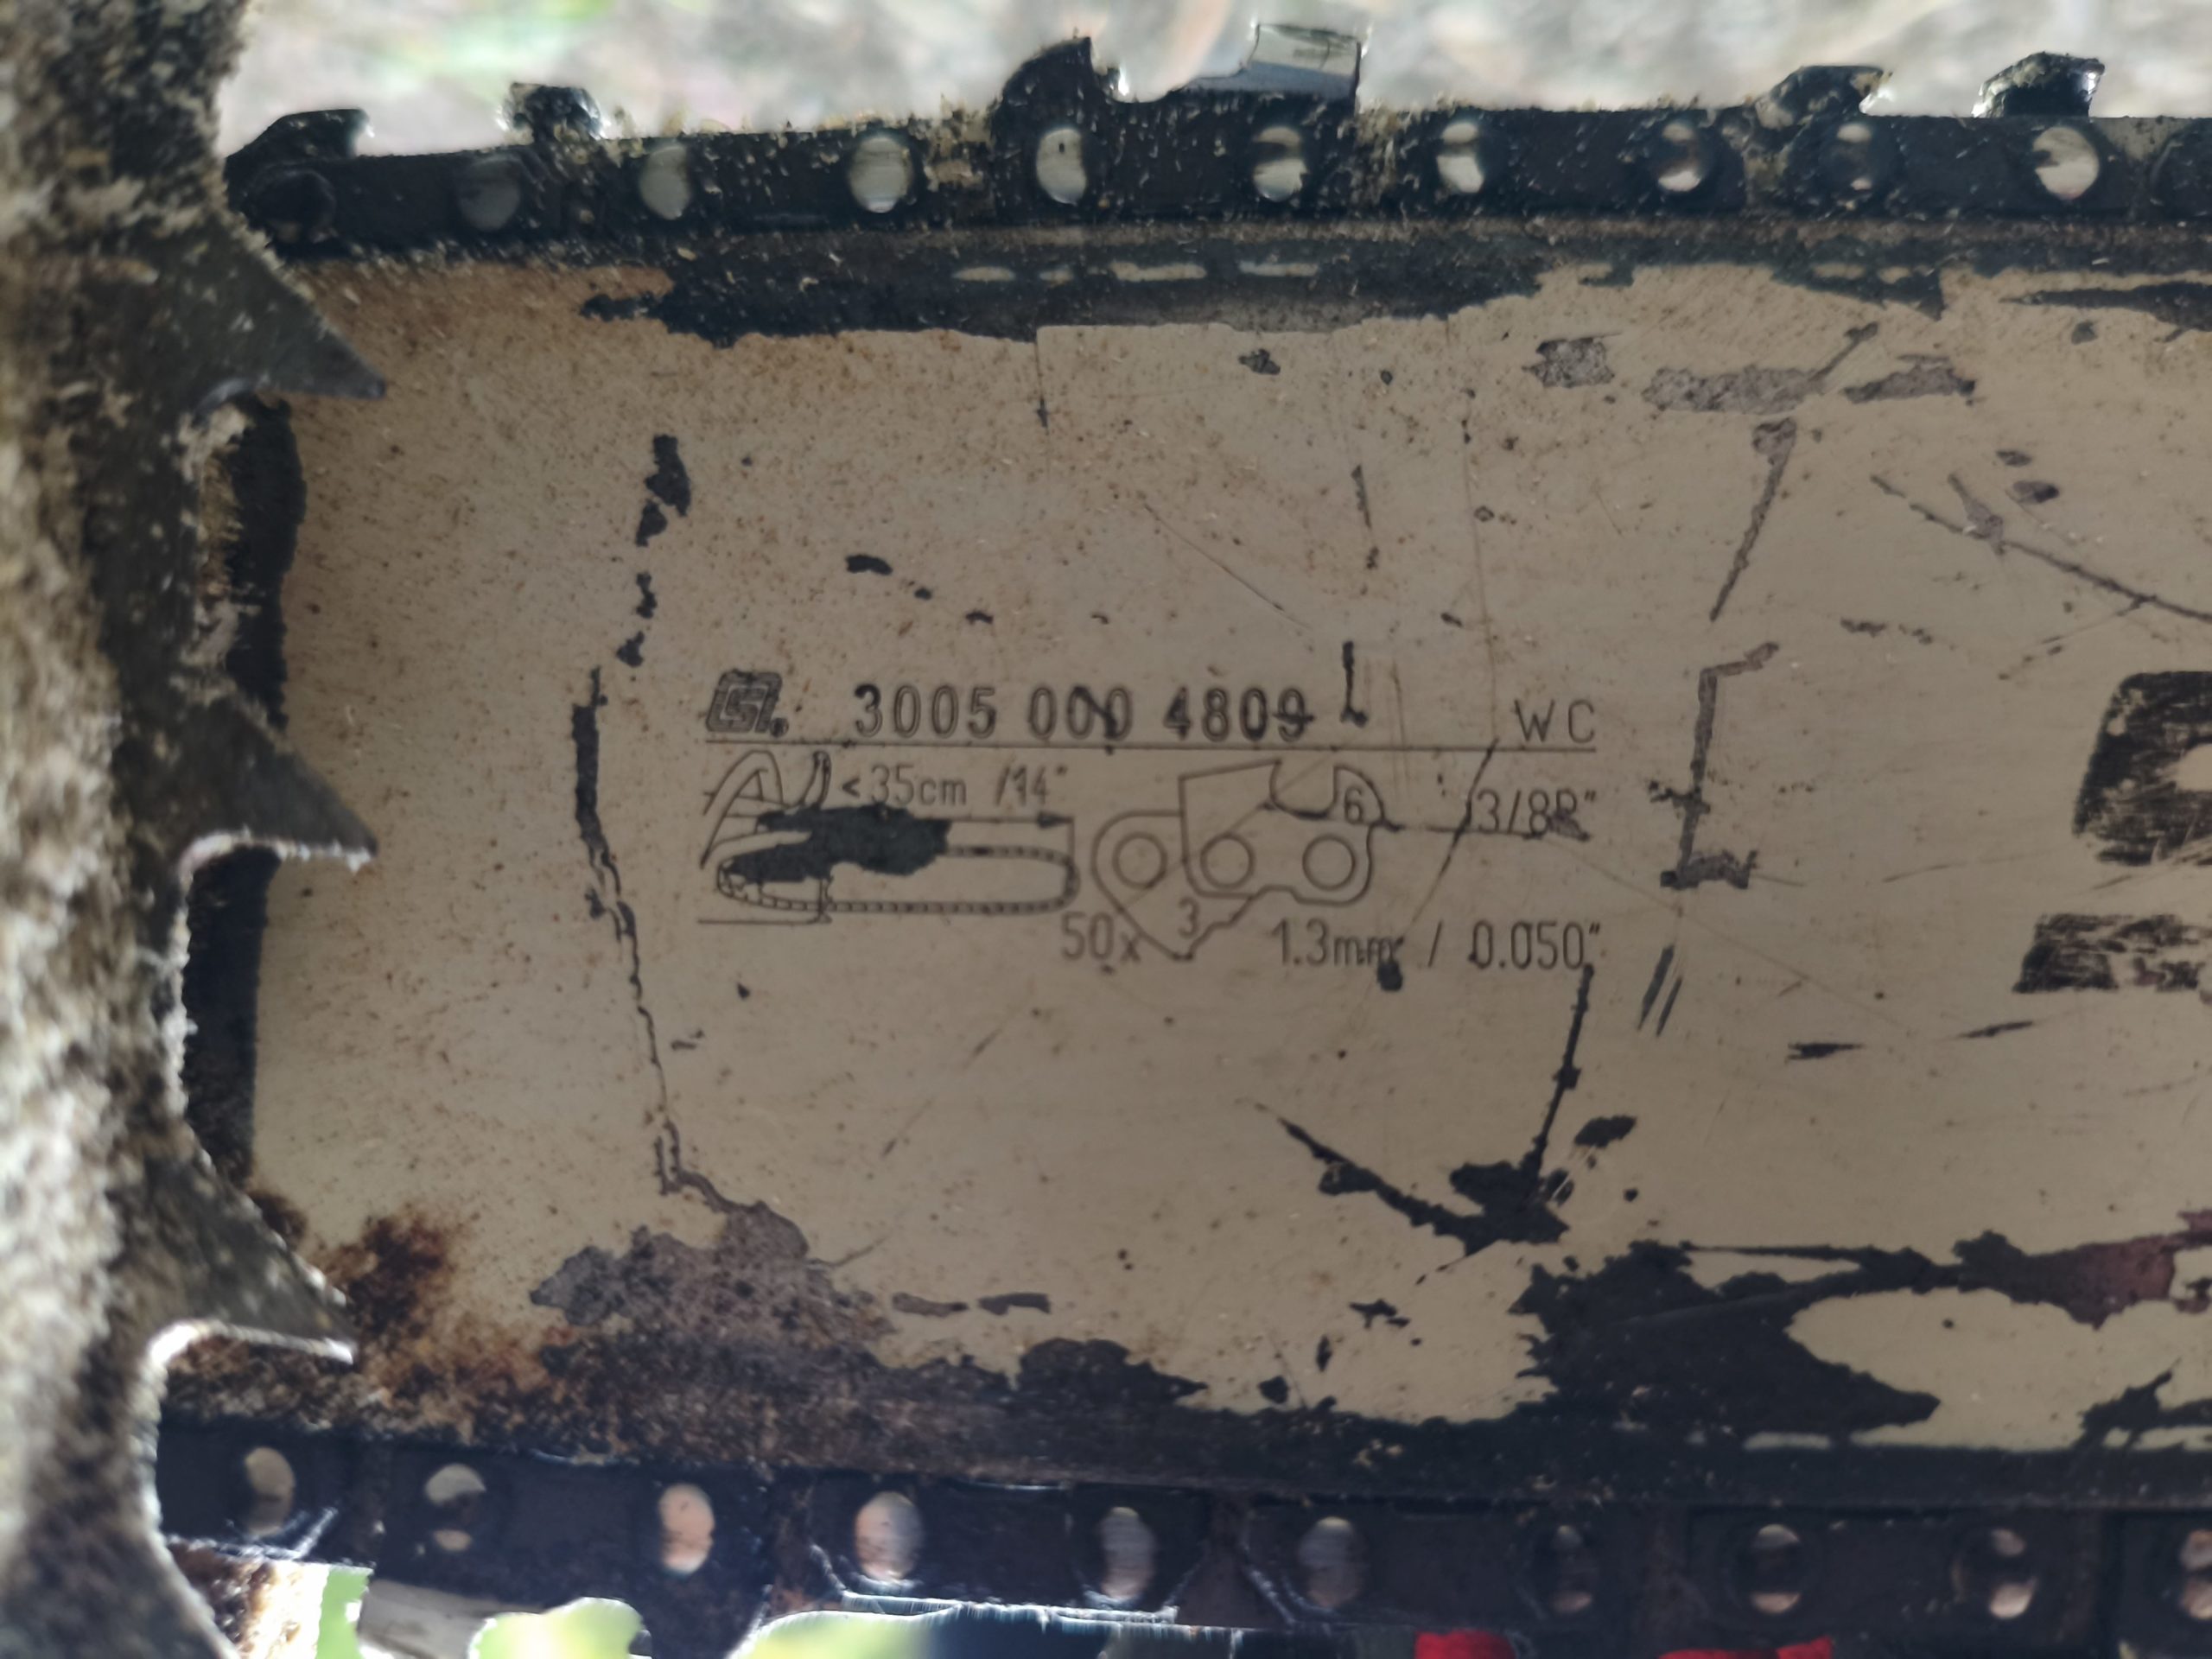 3005 000 4809 WC
<35cm /14"
6 3/8P"
50x 3 1.3mm / 0.050"